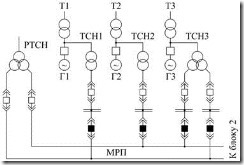 Т1 Т2 Т3
РТСН ТСН1 ТСН2 ТСН3
Г1 Г2 Г3
МРП
К блоку 2